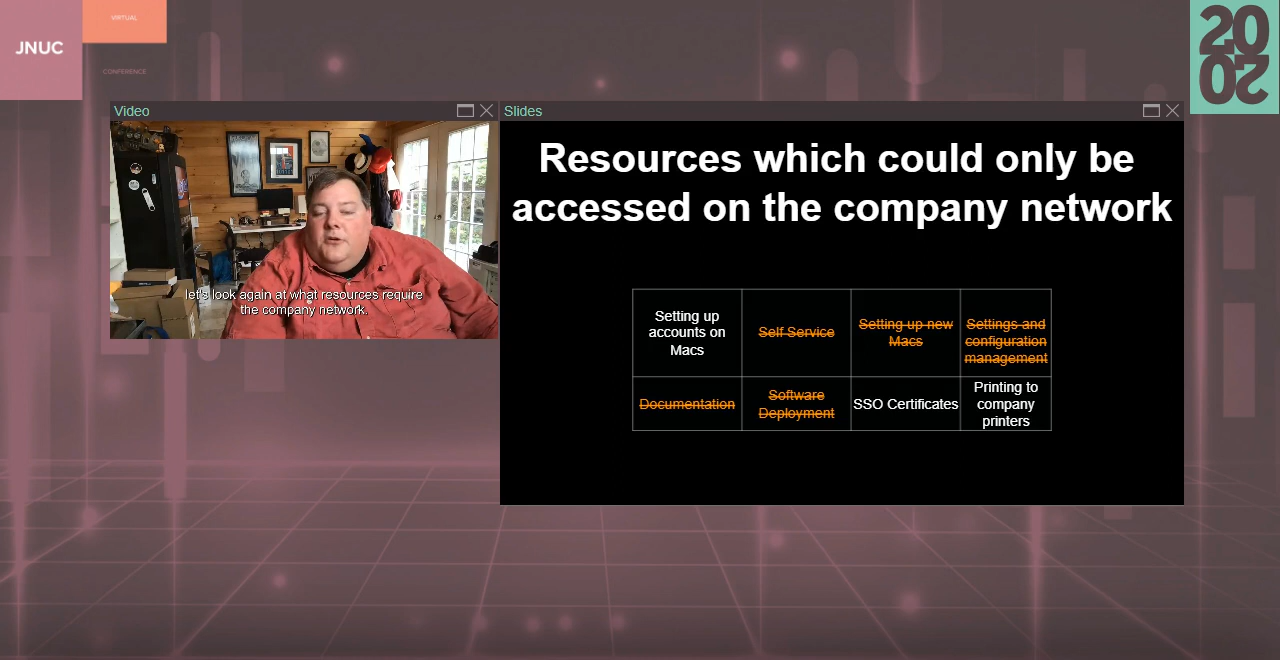 JNUC
VIRTUAL
CONFERENCE
20
20
Video
Slides
let's look again at what resources require
the company network.
Resources which could only be
accessed on the company network
Setting up
accounts on
Macs
Self Service
Setting up new
Macs
Settings and
configuration
management
Documentation
Software
Deployment
SSO Certificates
Printing to
company
printers